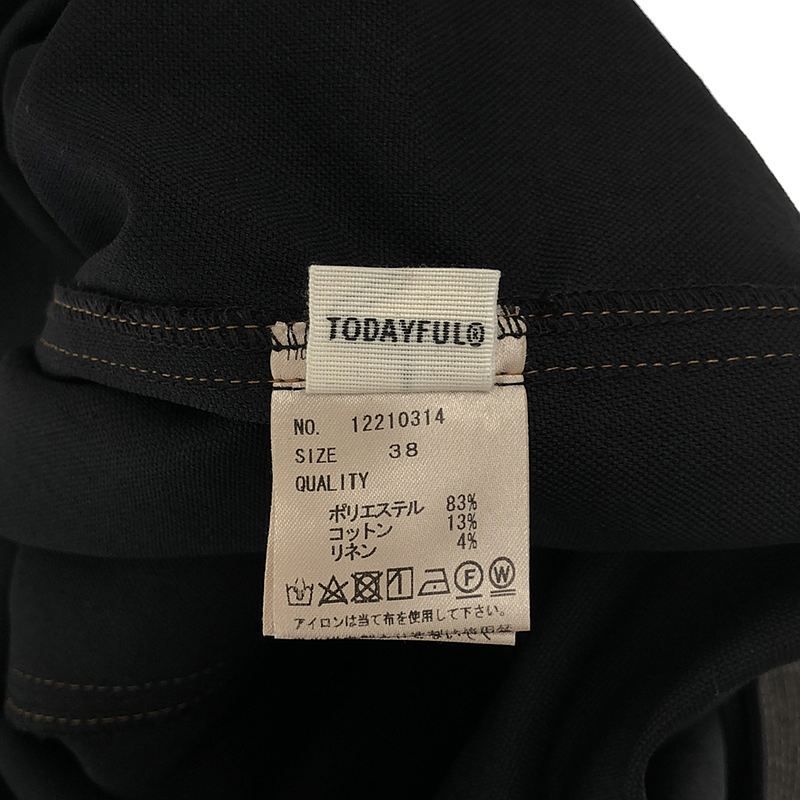 TODAYFUL®
NO. 12210314
SIZE 38
QUALITY
ポリエステル 83%
コットン 13%
リネン 4%
F W
アイロンは当て布を使用して下さい。